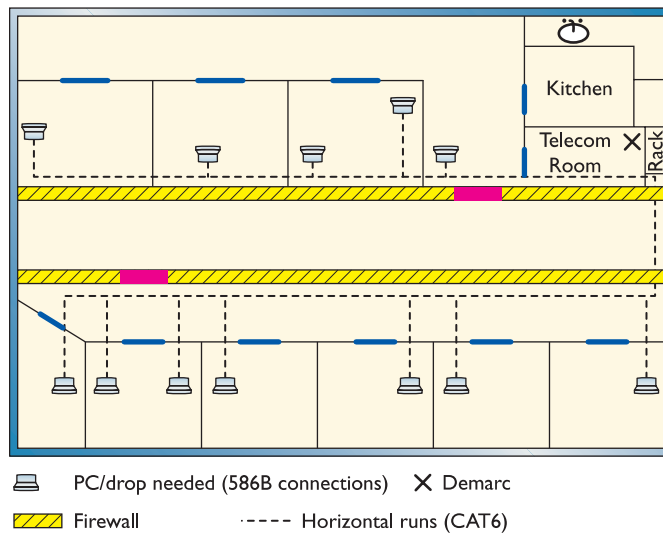 Kitchen
Telecom
Room
Rack
PC/drop needed (586B connections)
Demarc
Firewall
Horizontal runs (CAT6)